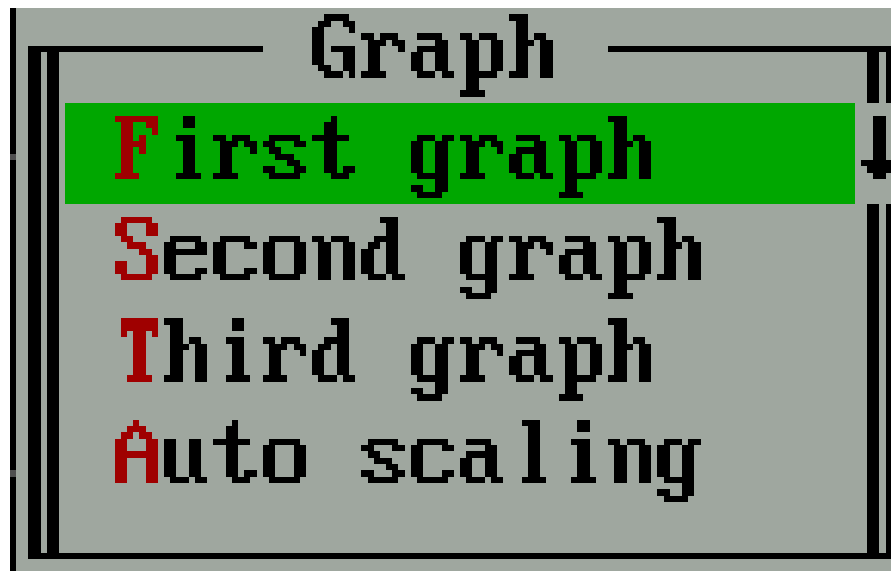 Graph
First graph
↓
Second graph
Third graph
Auto scaling